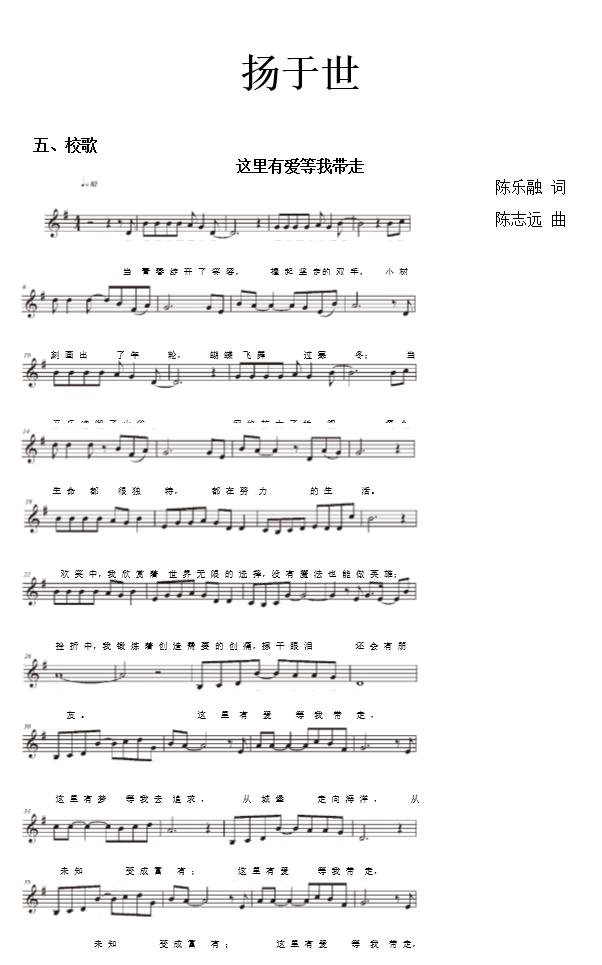 扬于世
五、校歌
这里有爱等我带走
陈乐融 词
陈志远 曲
当 青春绽开了笑容， 撑起坚定的双手， 小树
刻画出 了年 轮， 蝴蝶飞舞 过寒 冬； 当
生命 都 很独 特， 都在努力 的生 活。
欢笑中，我欣赏着 世界无限的选择，没有魔法也能做英雄；
挫折中，我锻炼着创造需要的创痛，擦干眼泪 还会有朋
友。 这里有爱 等我带走，
这里有梦 等我去追求， 从城堡 走向海洋， 从
未知 变成富有； 这里有爱 等我带走，
未知 变成富有； 这里有爱 等我带走，